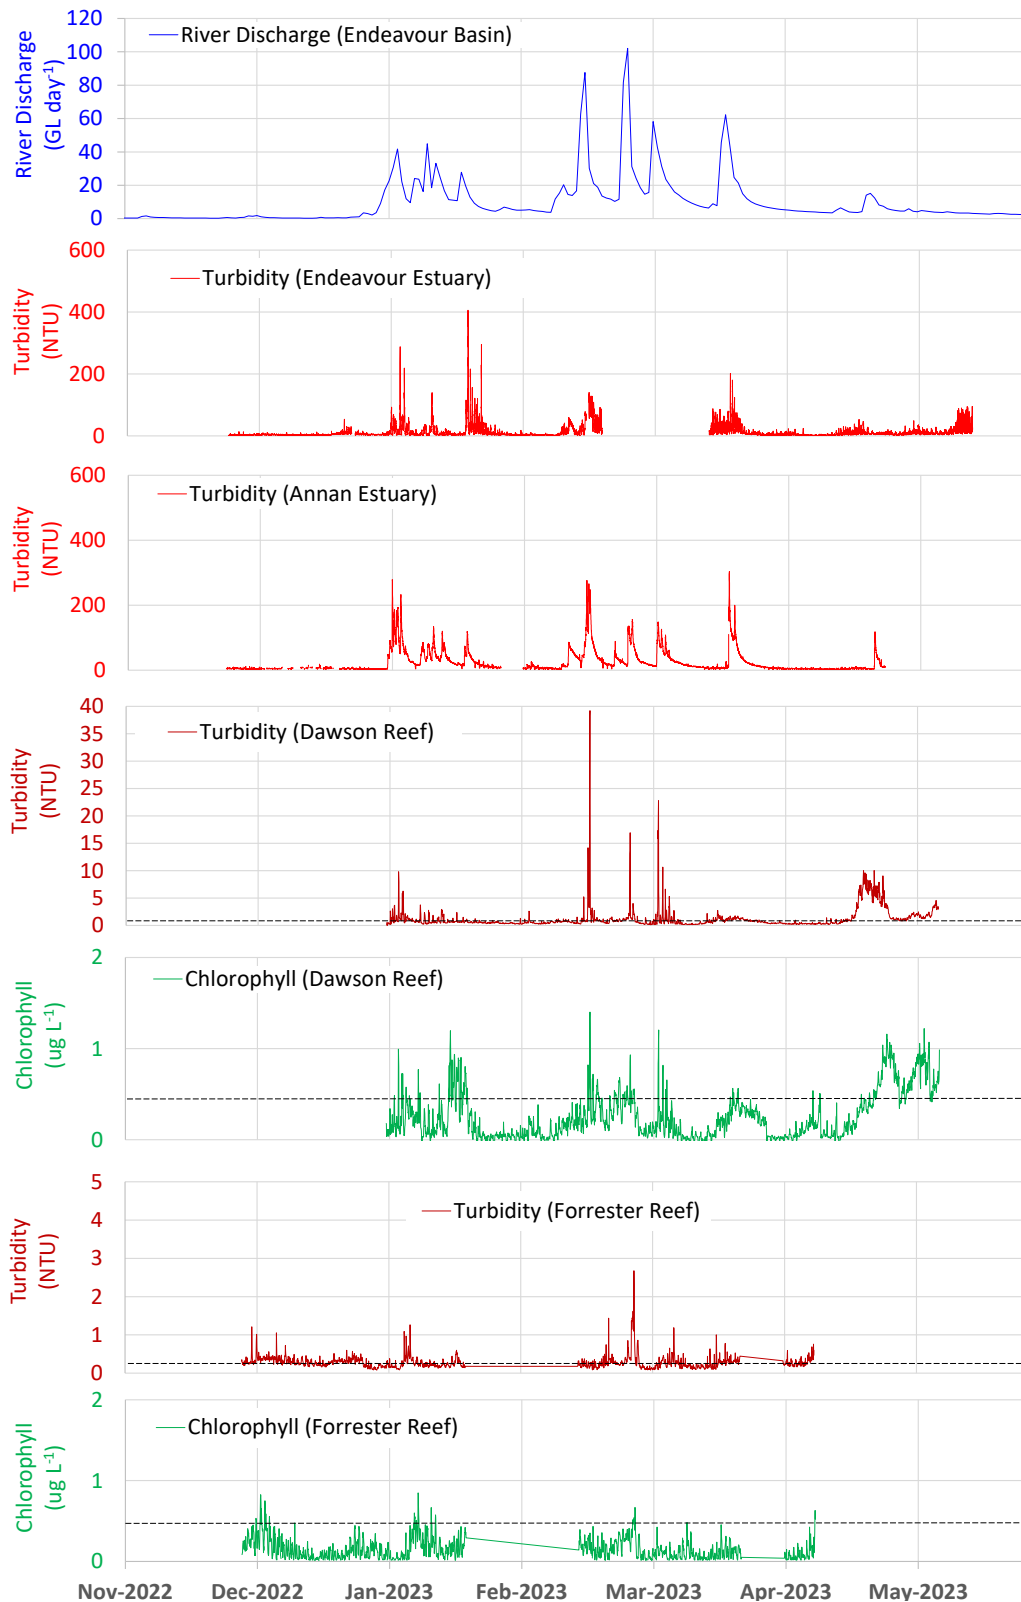 River Discharge
(GL day-1)
120
100
80
60
40
20
0
River Discharge (Endeavour Basin)
Turbidity
(NTU)
600
400
200
0
Turbidity (Endeavour Estuary)
Turbidity
(NTU)
600
400
200
0
Turbidity (Annan Estuary)
Turbidity
(NTU)
40
35
30
25
20
15
10
5
0
Turbidity (Dawson Reef)
Chlorophyll
(ug L-1)
2
1
0
Chlorophyll (Dawson Reef)
Turbidity
(NTU)
5
4
3
2
1
0
Turbidity (Forrester Reef)
Chlorophyll
(ug L-1)
2
1
0
Chlorophyll (Forrester Reef)
Nov-2022 Dec-2022 Jan-2023 Feb-2023 Mar-2023 Apr-2023 May-2023